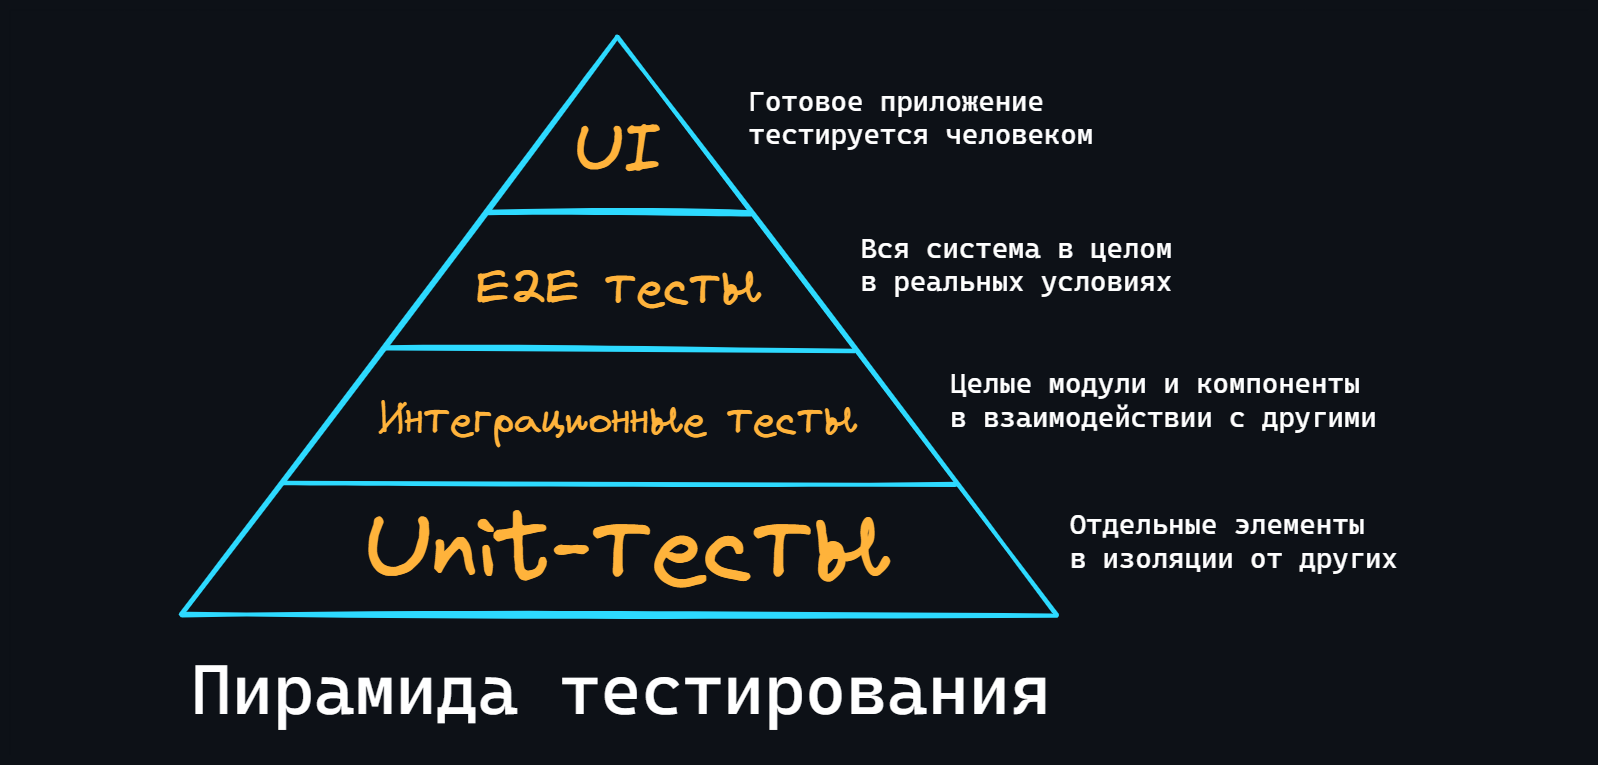 UI
Готовое приложение
тестируется человеком
E2E тесты
Вся система в целом
в реальных условиях
Интеграционные тесты
Целые модули и компоненты
в взаимодействии с другими
Unit-тесты
Отдельные элементы
в изоляции от других
Пирамида тестирования